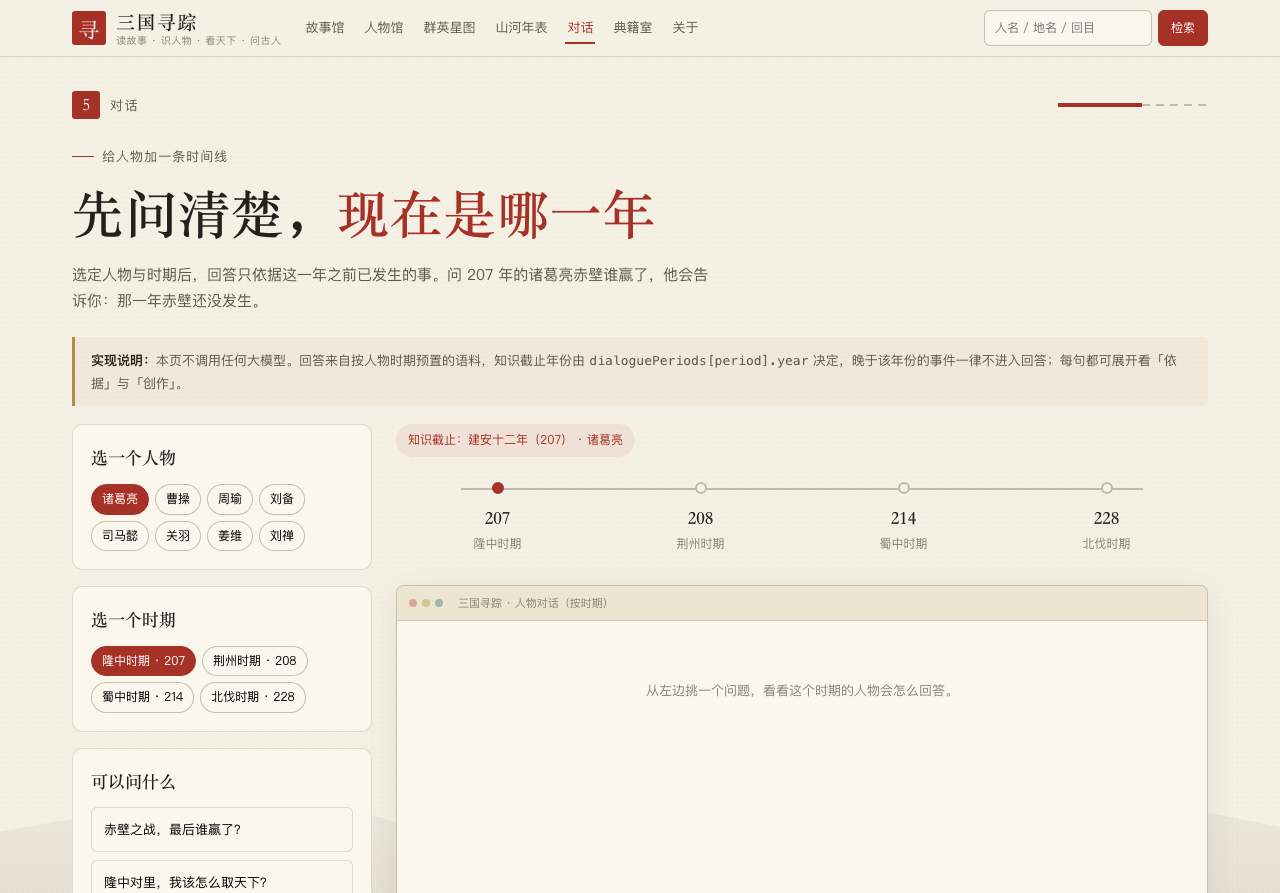 寻
三国寻踪
读故事 · 识人物 · 看天下 · 问古人
故事馆 人物馆 群英星图 山河年表 对话 典籍室 关于
人名 / 地名 / 回目 检索
5 对话
给人物加一条时间线
先问清楚，现在是哪一年
选定人物与时期后，回答只依据这一年之前已发生的事。问 207 年的诸葛亮赤壁谁赢了，他会告
诉你：那一年赤壁还没发生。
实现说明：本页不调用任何大模型。回答来自按人物时期预置的语料，知识截止年份由 dialoguePeriods[period].year 决定，晚于该年份的事件一律不进入回答；每句都可展开看「依
据」与「创作」。
选一个人物
诸葛亮 曹操 周瑜 刘备
司马懿 关羽 姜维 刘禅
选一个时期
隆中时期 · 207 荆州时期 · 208
蜀中时期 · 214 北伐时期 · 228
可以问什么
赤壁之战，最后谁赢了？
隆中对里，我该怎么取天下？
知识截止：建安十二年（207） · 诸葛亮
207 208 214 228
隆中时期 荆州时期 蜀中时期 北伐时期
三国寻踪 · 人物对话（按时期）
从左边挑一个问题，看看这个时期的人物会怎么回答。